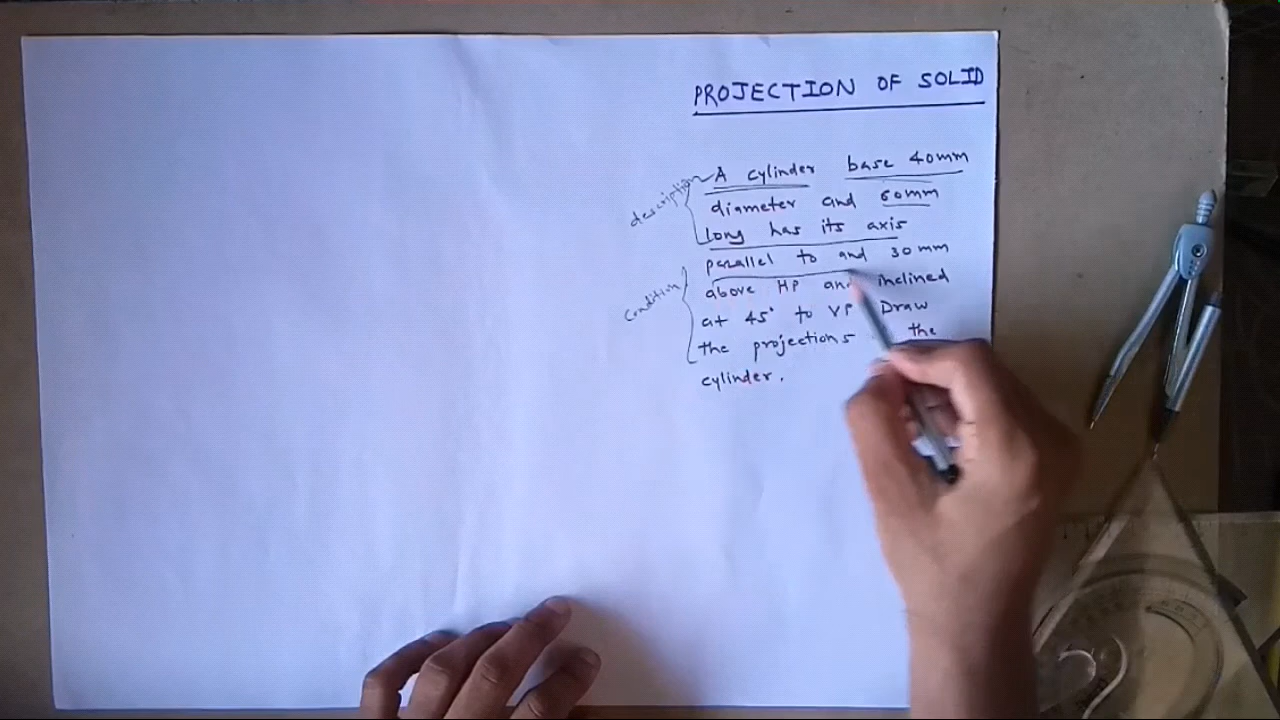 PROJECTION OF SOLID
description
A cylinder base 40mm
diameter and 60mm
long has its axis
parallel to and 30mm
condition
above HP and inclined
at 45° to VP Draw
the projections the
cylinder.